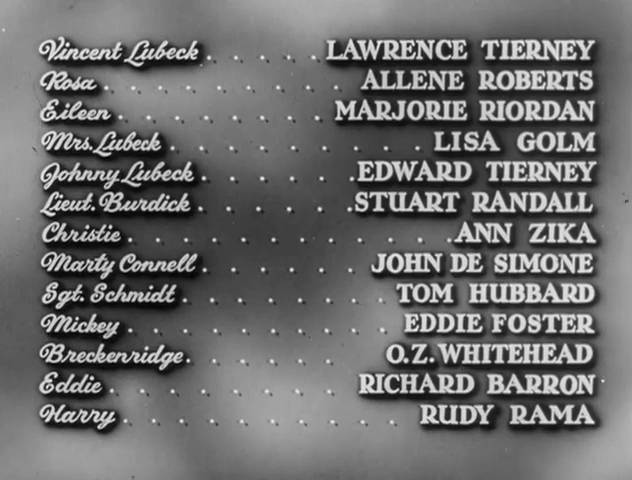 Vincent Lubeck . . . . . LAWRENCE TIERNEY
Rosa . . . . . . . . . ALLENE ROBERTS
Eileen . . . . . . . . MARJORIE RIORDAN
Mrs. Lubeck . . . . . . . . . LISA GOLM
Johnny Lubeck . . . . . . EDWARD TIERNEY
Lieut. Burdick . . . . . . STUART RANDALL
Christie . . . . . . . . . . . . ANN ZIKA
Marty Connell . . . . . . JOHN DE SIMONE
Sgt. Schmidt . . . . . . . . TOM HUBBARD
Mickey . . . . . . . . . . EDDIE FOSTER
Breckenridge . . . . . . . O.Z. WHITEHEAD
Eddie . . . . . . . . . RICHARD BARRON
Harry . . . . . . . . . . RUDY RAMA